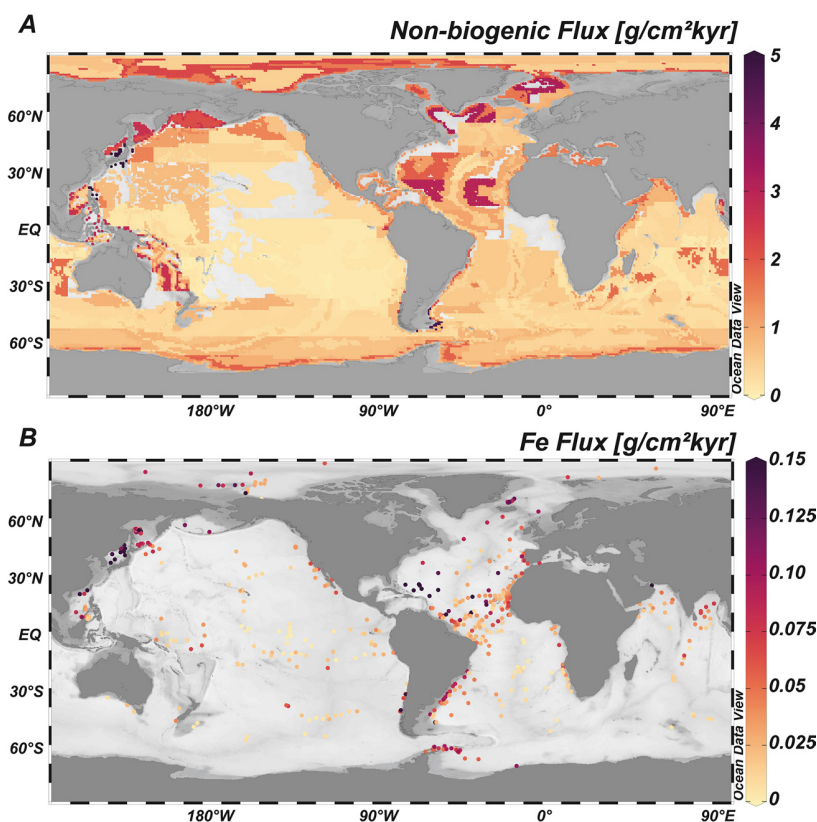 A
Non-biogenic Flux [g/cm²kyr]
5
4
3
2
1
0
60°N
30°N
EQ
30°S
60°S
Ocean Data View
180°W
90°W
0°
90°E
B
Fe Flux [g/cm²kyr]
0.15
0.125
0.10
0.075
0.05
0.025
0
60°N
30°N
EQ
30°S
60°S
Ocean Data View
180°W
90°W
0°
90°E